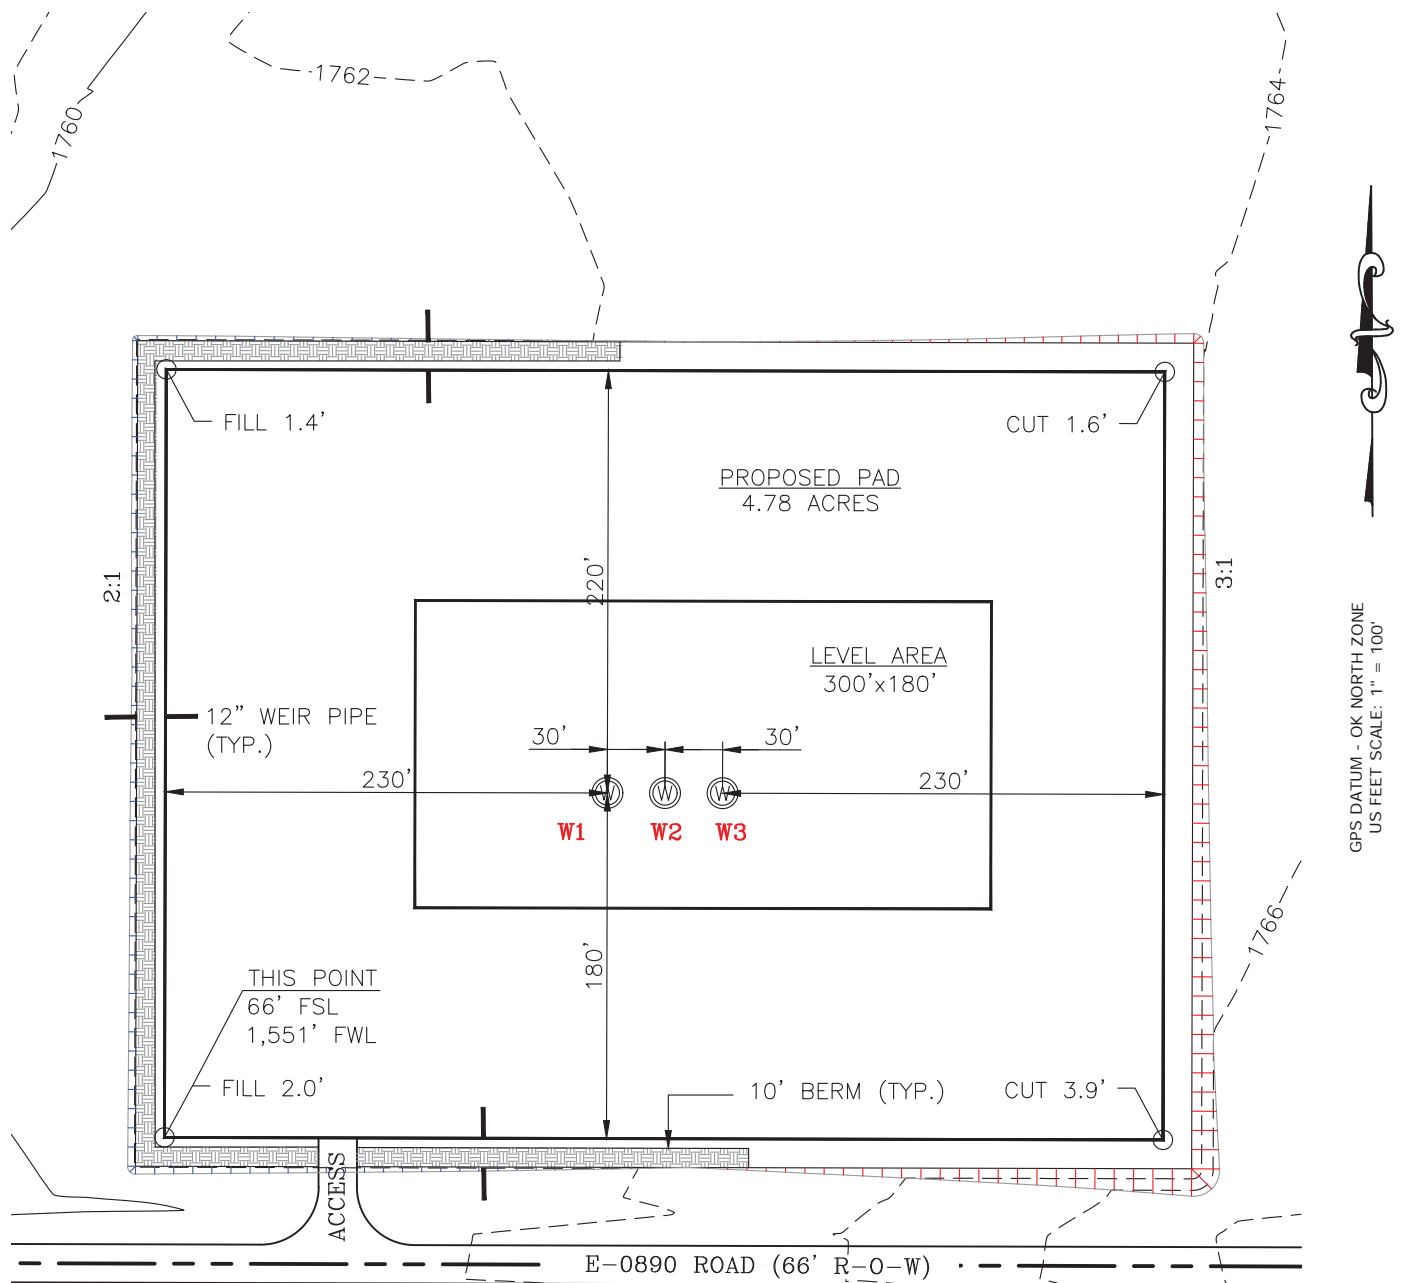 1762
1764
1760
FILL 1.4'
CUT 1.6'
PROPOSED PAD
4.78 ACRES
220'
2:1
3:1
LEVEL AREA
300'x180'
GPS DATUM - OK NORTH ZONE
US FEET SCALE: 1" = 100'
12" WEIR PIPE
(TYP.)
30'
30'
230'
230'
W
W
W
W1
W2
W3
1766
180'
THIS POINT
66' FSL
1,551' FWL
FILL 2.0'
10' BERM (TYP.)
CUT 3.9'
ACCESS
E-0890 ROAD (66' R-O-W)